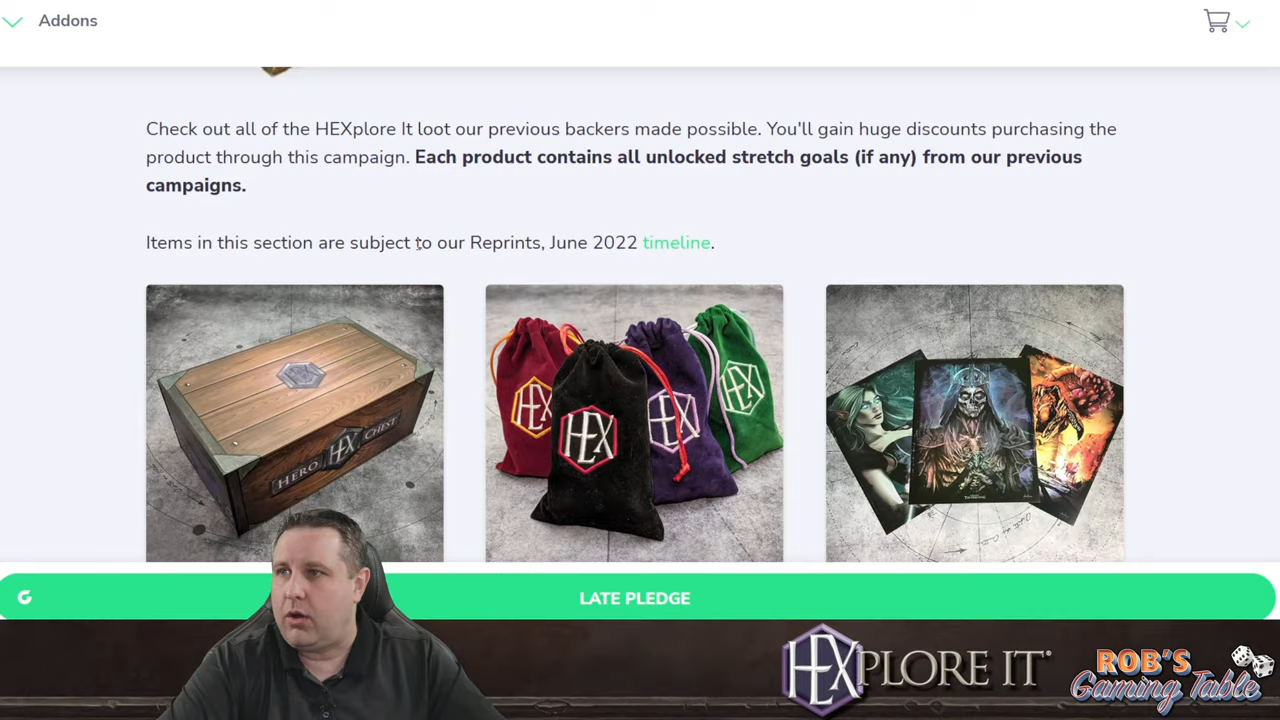 Addons
Check out all of the HEXplore It loot our previous backers made possible. You'll gain huge discounts purchasing the
product through this campaign. Each product contains all unlocked stretch goals (if any) from our previous
campaigns.
Items in this section are subject to our Reprints, June 2022 timeline.
HERO HEX CHEST
HEX
HEX
HEX
HEX
LATE PLEDGE
HEXPLORE IT
ROB'S
Gaming Table